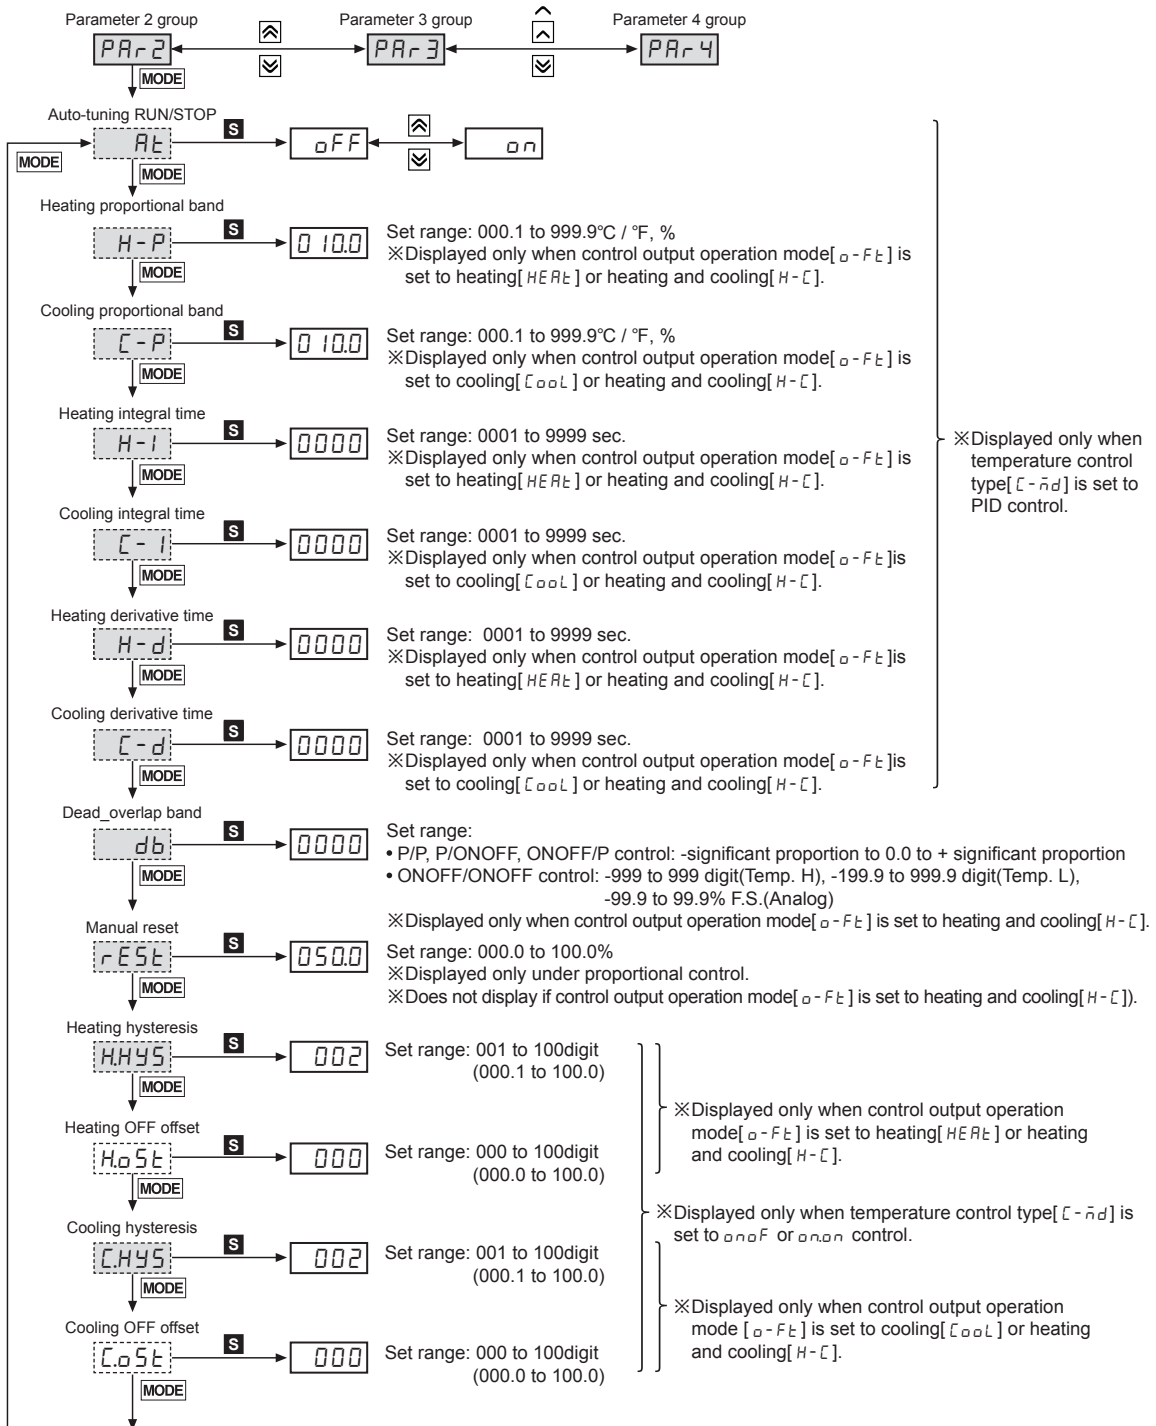 Parameter 2 group Parameter 3 group Parameter 4 group
PAr2 PAr3 PAr4
MODE
Auto-tuning RUN/STOP
MODE At S oFF on
MODE
Heating proportional band
H-P S 010.0 Set range: 000.1 to 999.9°C / °F, %
※Displayed only when control output operation mode[ o-Ft ] is
MODE set to heating[ HEAt ] or heating and cooling[ H-C ].
Cooling proportional band
C-P S 010.0 Set range: 000.1 to 999.9°C / °F, %
※Displayed only when control output operation mode[ o-Ft ] is
MODE set to cooling[ CooL ] or heating and cooling[ H-C ].
Heating integral time
H-I S 0000 Set range: 0001 to 9999 sec.
※Displayed only when control output operation mode[ o-Ft ] is
MODE set to heating[ HEAt ] or heating and cooling[ H-C ].
※Displayed only when
temperature control
type[ C-ñd ] is set to
PID control.
Cooling integral time
C-I S 0000 Set range: 0001 to 9999 sec.
※Displayed only when control output operation mode[ o-Ft ]is
MODE set to cooling[ CooL ] or heating and cooling[ H-C ].
Heating derivative time
H-d S 0000 Set range: 0001 to 9999 sec.
※Displayed only when control output operation mode[ o-Ft ]is
MODE set to heating[ HEAt ] or heating and cooling[ H-C ].
Cooling derivative time
C-d S 0000 Set range: 0001 to 9999 sec.
※Displayed only when control output operation mode[ o-Ft ]is
MODE set to cooling[ CooL ] or heating and cooling[ H-C ].
Dead_overlap band
db S 0000 Set range:
• P/P, P/ONOFF, ONOFF/P control: -significant proportion to 0.0 to + significant proportion
MODE • ONOFF/ONOFF control: -999 to 999 digit(Temp. H), -199.9 to 999.9 digit(Temp. L),
-99.9 to 99.9% F.S.(Analog)
※Displayed only when control output operation mode[ o-Ft ] is set to heating and cooling[ H-C ].
Manual reset
rESt S 050.0 Set range: 000.0 to 100.0%
※Displayed only under proportional control.
MODE ※Does not display if control output operation mode[ o-Ft ] is set to heating and cooling[ H-C ]).
Heating hysteresis
H.HYS S 002 Set range: 001 to 100digit
(000.1 to 100.0)
MODE
※Displayed only when control output operation
mode[ o-Ft ] is set to heating[ HEAt ] or heating
and cooling[ H-C ].
Heating OFF offset
H.oSt S 000 Set range: 000 to 100digit
(000.0 to 100.0)
MODE
※Displayed only when temperature control type[ C-ñd ] is
set to onoF or on.on control.
Cooling hysteresis
C.HYS S 002 Set range: 001 to 100digit
(000.1 to 100.0)
MODE
※Displayed only when control output operation
mode [ o-Ft ] is set to cooling[ CooL ] or heating
and cooling[ H-C ].
Cooling OFF offset
C.oSt S 000 Set range: 000 to 100digit
(000.0 to 100.0)
MODE